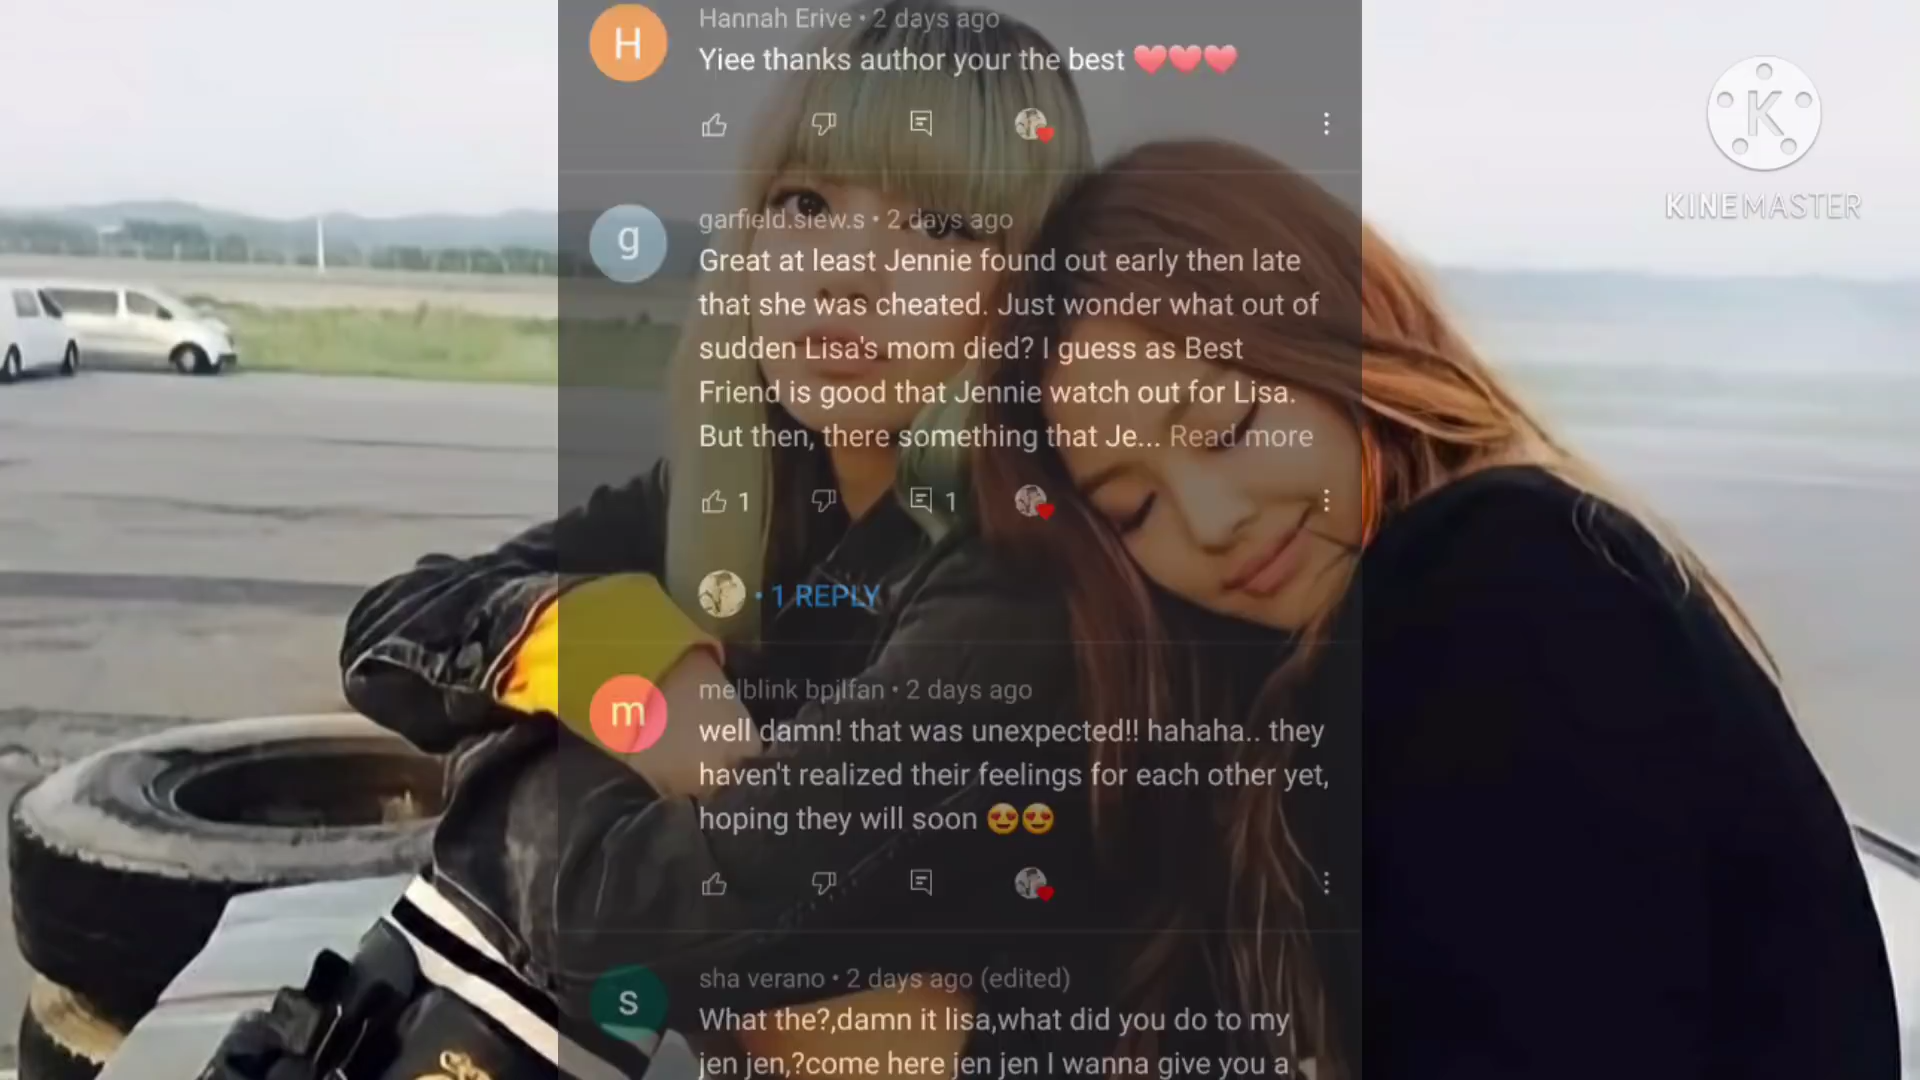 Hannah Erive • 2 days ago
H
Yiee thanks author your the best ❤❤❤
K
KINEMASTER
garfield.siew.s • 2 days ago
g
Great at least Jennie found out early then late
that she was cheated. Just wonder what out of
sudden Lisa's mom died? I guess as Best
Friend is good that Jennie watch out for Lisa.
But then, there something that Je... Read more
1 1
• 1 REPLY
melblink bpjlfan • 2 days ago
m
well damn! that was unexpected!! hahaha.. they
haven't realized their feelings for each other yet,
hoping they will soon 😍😍
sha verano • 2 days ago (edited)
s
What the?,damn it lisa,what did you do to my
jen jen,?come here jen jen I wanna give you a